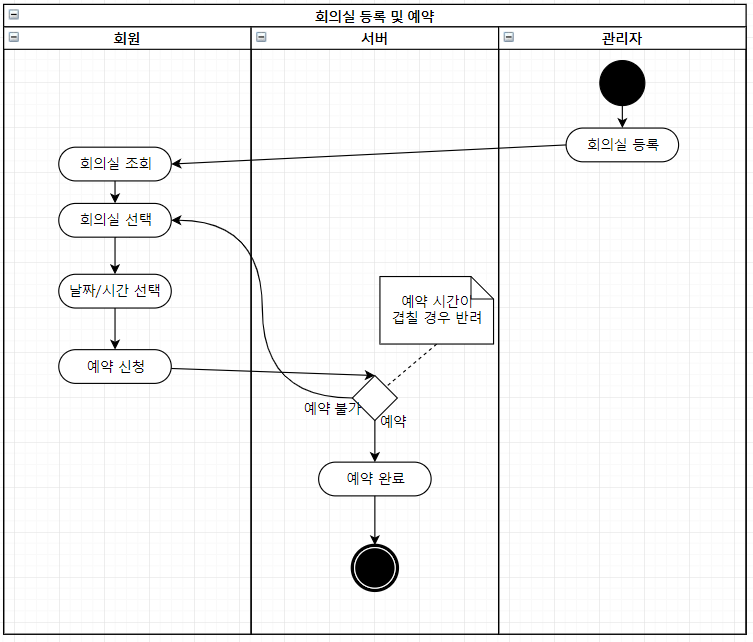 회의실 등록 및 예약
회원
서버
관리자
회의실 등록
회의실 조회
회의실 선택
날짜/시간 선택
예약 시간이
겹칠 경우 반려
예약 신청
예약 불가
예약
예약 완료